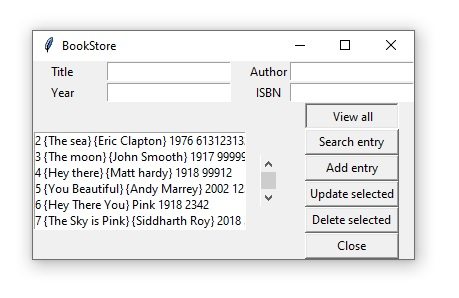 BookStore
Title Author
Year ISBN
View all
2 {The sea} {Eric Clapton} 1976 61312313
Search entry
3 {The moon} {John Smooth} 1917 99999
4 {Hey there} {Matt hardy} 1918 99912
Add entry
5 {You Beautiful} {Andy Marrey} 2002 12
Update selected
6 {Hey There You} Pink 1918 2342
7 {The Sky is Pink} {Siddharth Roy} 2018
Delete selected
Close